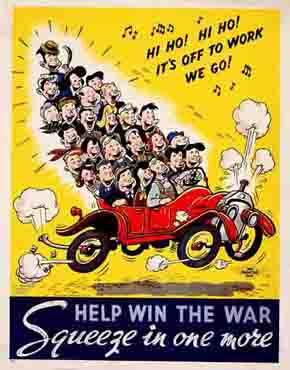 HI HO! HI HO!
IT'S OFF TO WORK
WE GO!
HELP WIN THE WAR
Squeeze in one more